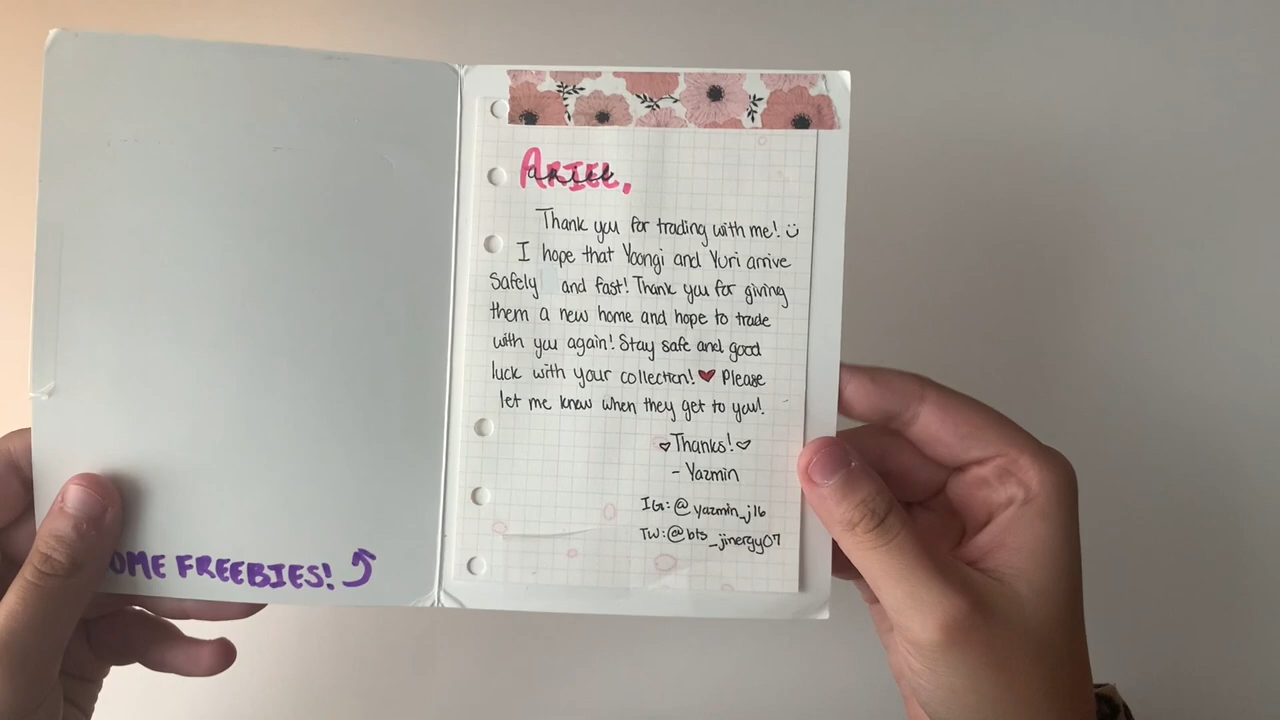 OME FREEBIES!
ARIEL,
ariel
Thank you for trading with me!
I hope that Yoongi and Yuri arrive
safely and fast! Thank you for giving
them a new home and hope to trade
with you again! Stay safe and good
luck with your collection! ♥ Please
let me know when they get to you!
♡Thanks!♡
- Yazmin
IG: @yazmin_j16
TW: @bts_jinergy07